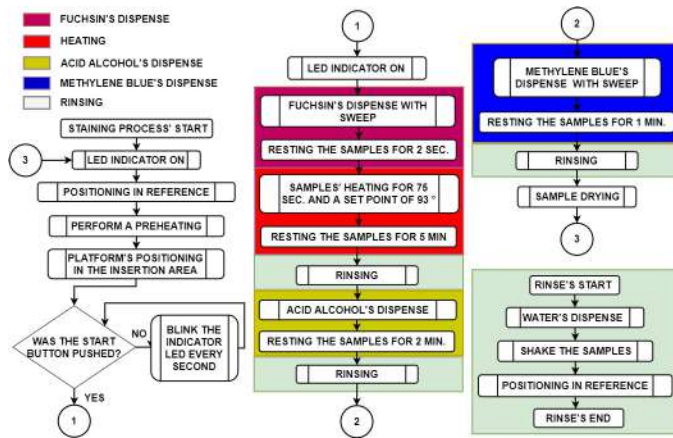 FUCHSIN'S DISPENSE
HEATING
ACID ALCOHOL'S DISPENSE
METHYLENE BLUE'S DISPENSE
RINSING
STAINING PROCESS' START
3
LED INDICATOR ON
POSITIONING IN REFERENCE
PERFORM A PREHEATING
PLATFORM'S POSITIONING
IN THE INSERTION AREA
WAS THE START
BUTTON PUSHED?
NO
BLINK THE
INDICATOR
LED EVERY
SECOND
YES
1
1
LED INDICATOR ON
FUCHSIN'S DISPENSE WITH
SWEEP
RESTING THE SAMPLES FOR 2 SEC.
SAMPLES' HEATING FOR 75
SEC. AND A SET POINT OF 93 °
RESTING THE SAMPLES FOR 5 MIN
RINSING
ACID ALCOHOL'S DISPENSE
RESTING THE SAMPLES FOR 2 MIN.
RINSING
2
2
METHYLENE BLUE'S
DISPENSE WITH SWEEP
RESTING THE SAMPLES FOR 1 MIN.
RINSING
SAMPLE DRYING
3
RINSE'S START
WATER'S DISPENSE
SHAKE THE SAMPLES
POSITIONING IN REFERENCE
RINSE'S END